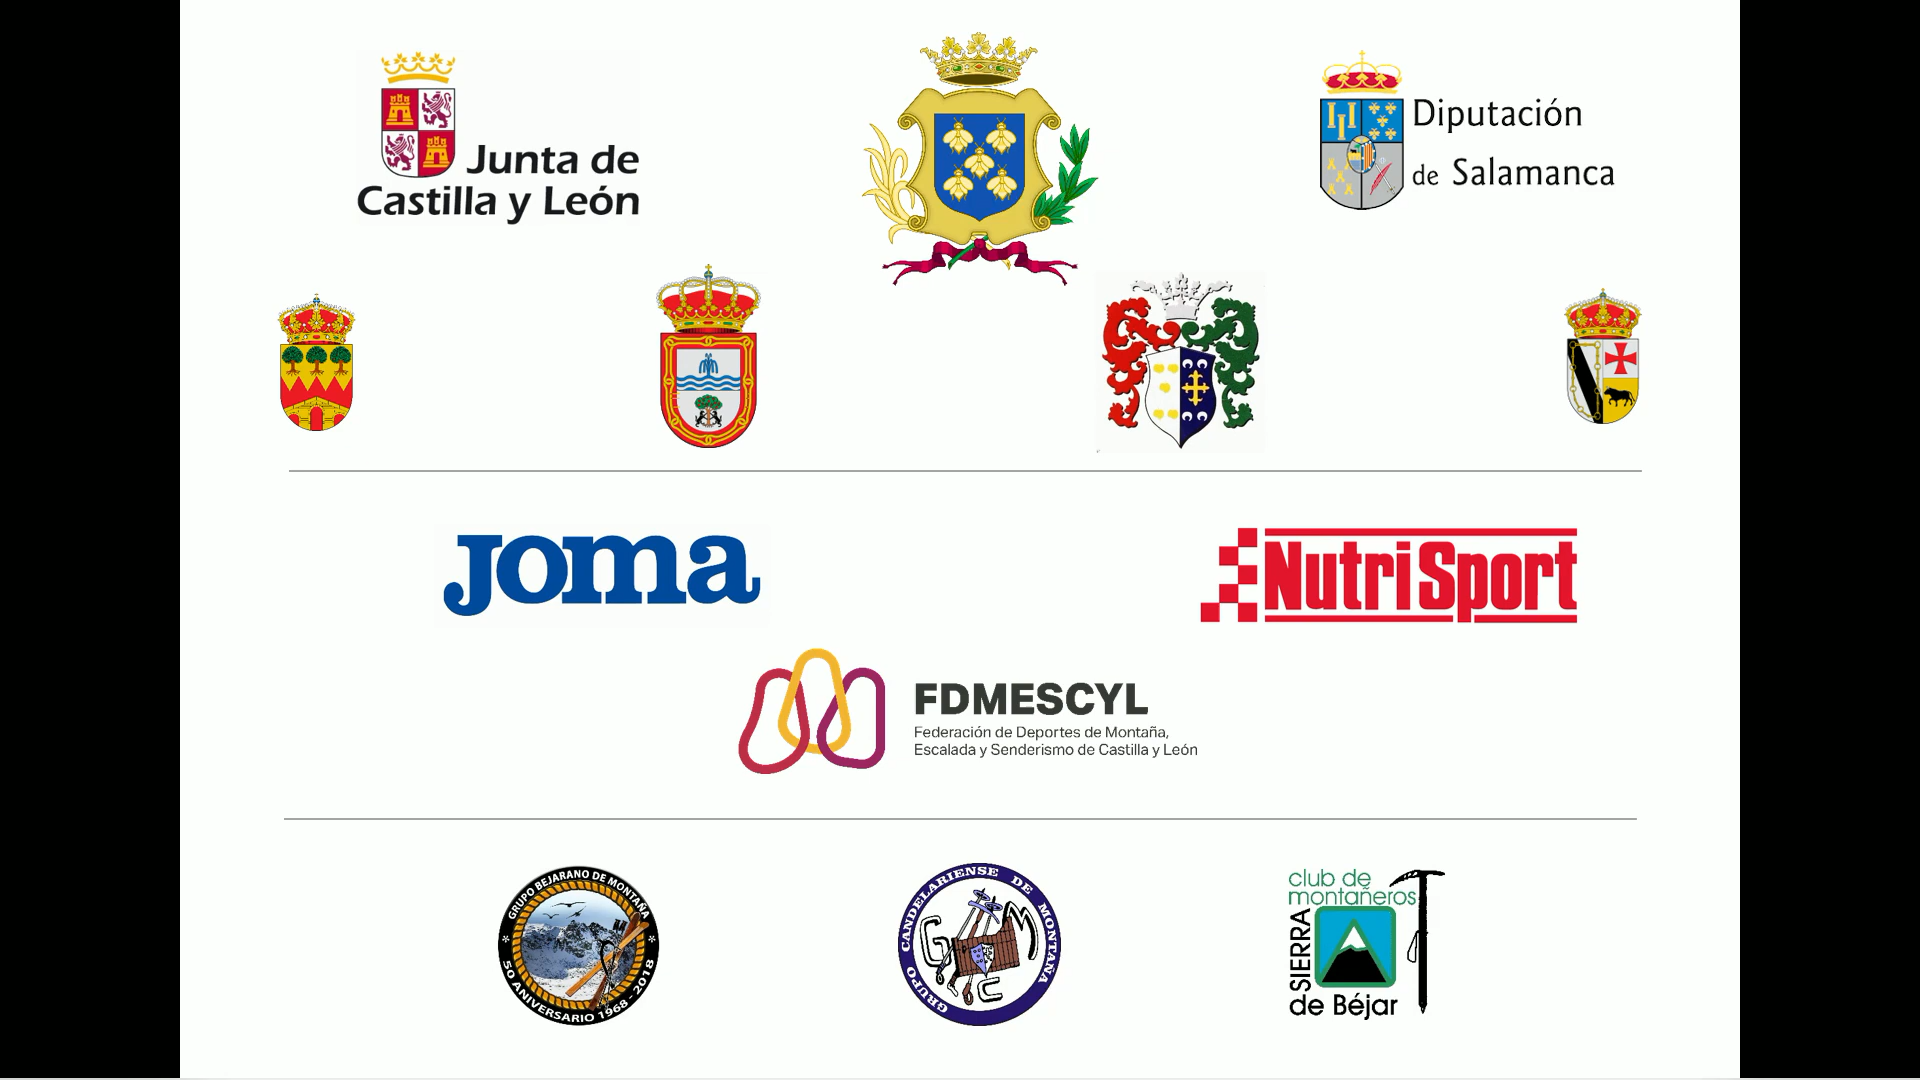 Junta de
Castilla y León
Diputación
de Salamanca
Joma
NutriSport
FDMESCYL
Federación de Deportes de Montaña,
Escalada y Senderismo de Castilla y León
GRUPO BEJARANO DE MONTAÑA
* 50 ANIVERSARIO 1968 - 2018 *
GRUPO CANDELARIENSE DE MONTAÑA
G M
C
club de
montañeros
SIERRA
de Béjar